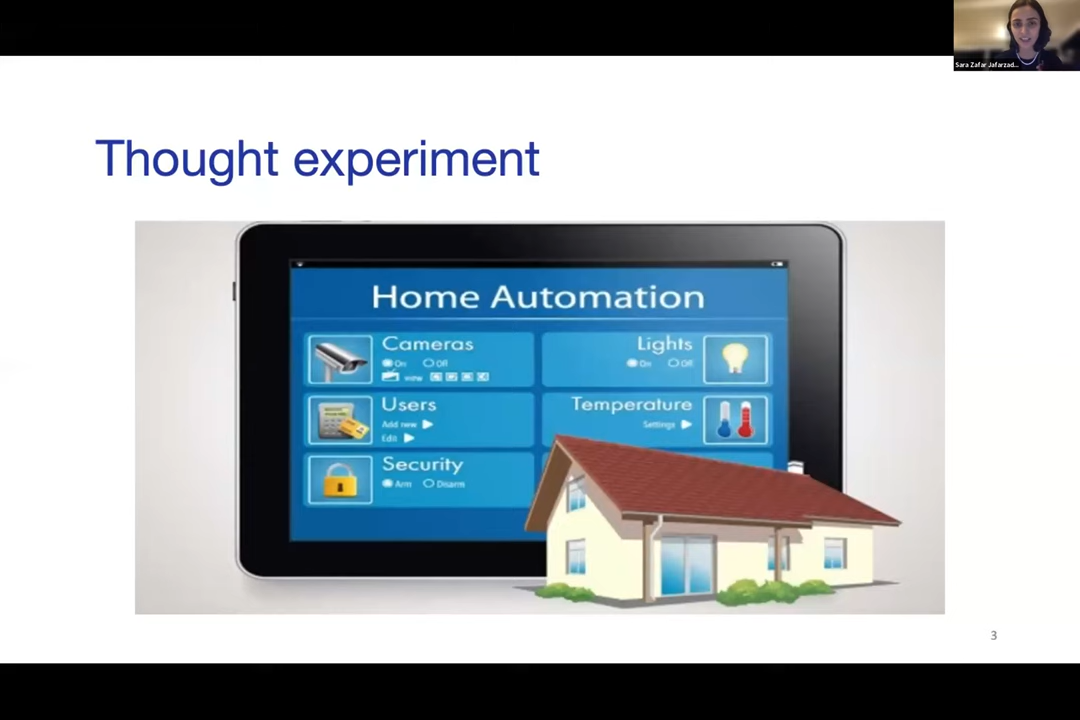 Sara Zafar Jafarzad...
Thought experiment
Home Automation
Cameras
On Off
view
Lights
On Off
Users
Add new
Edit
Temperature
Settings
Security
Arm Disarm
3